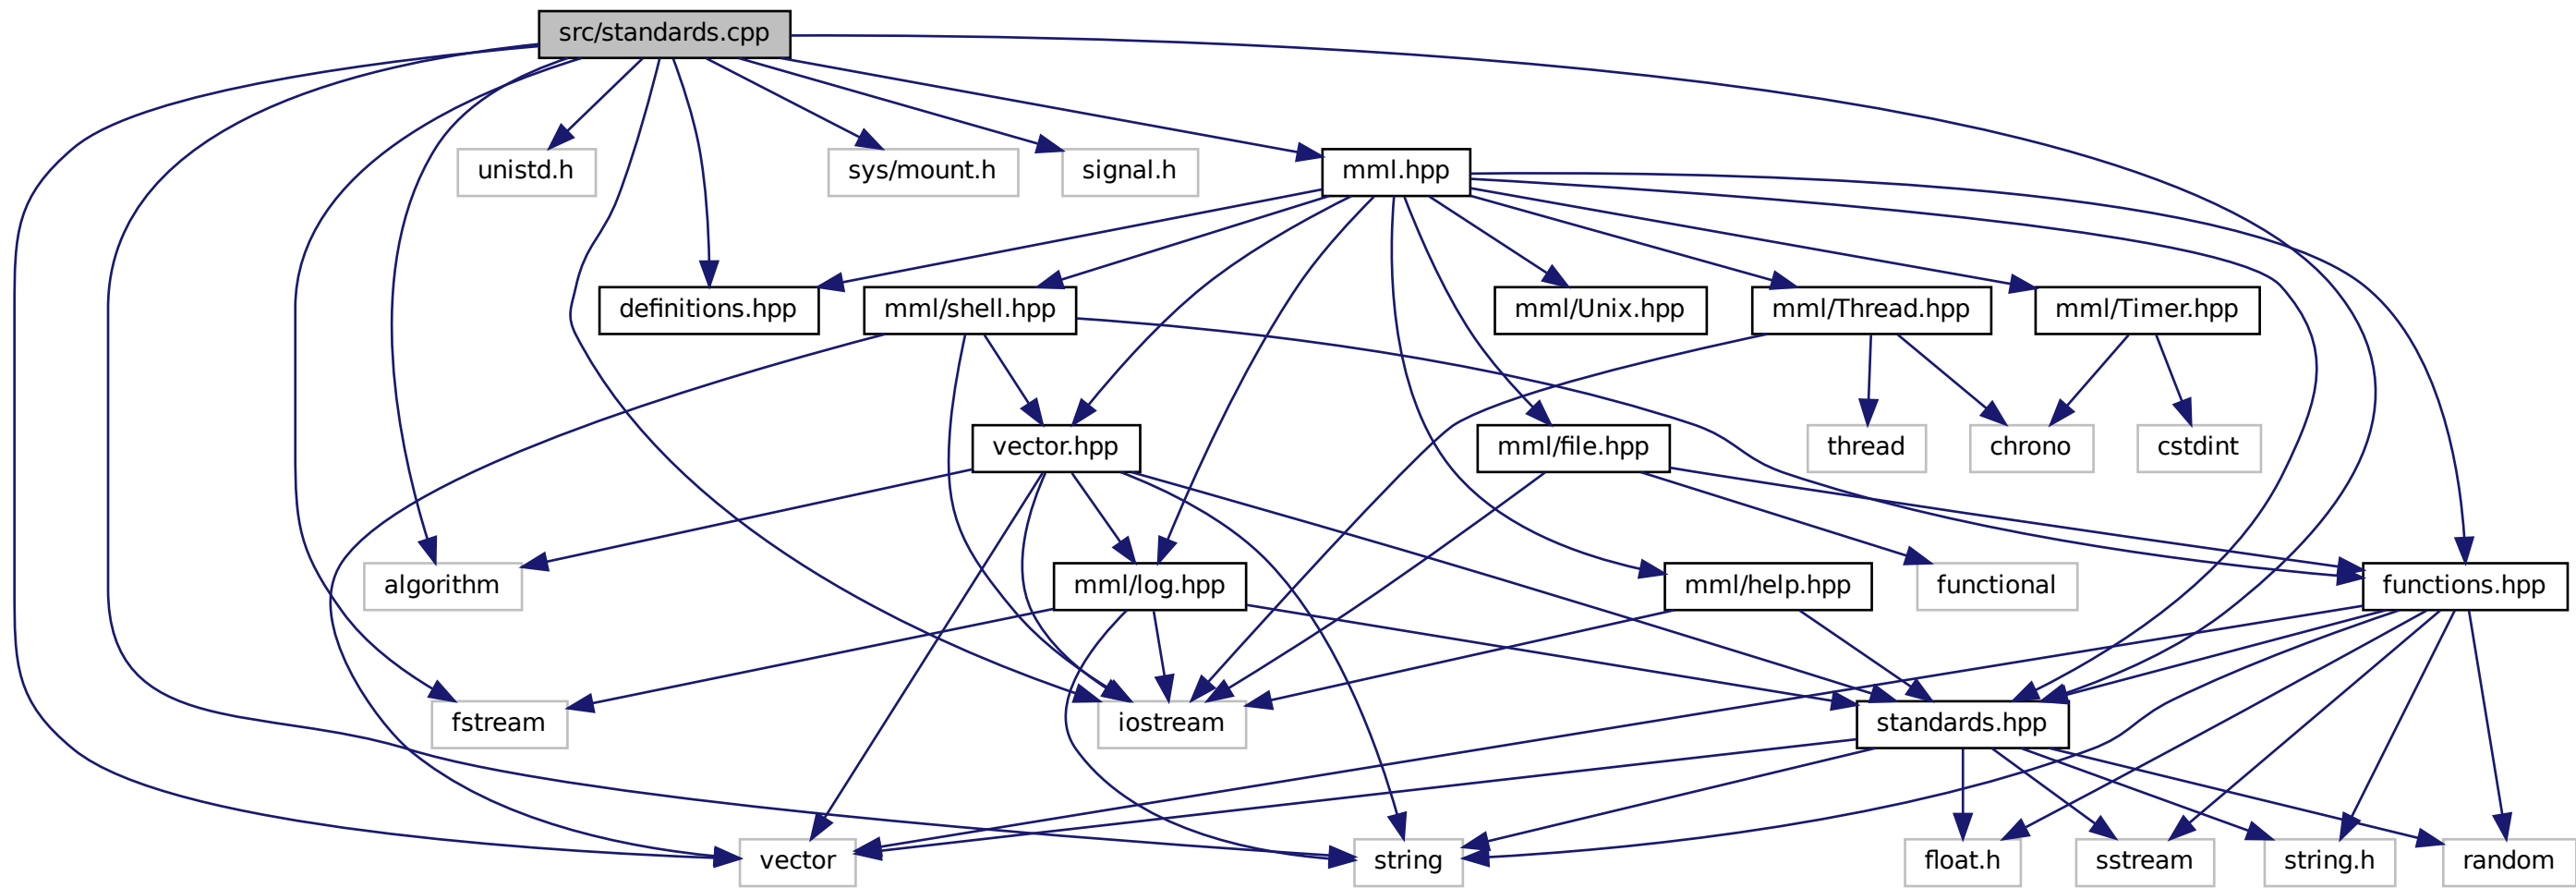 src/standards.cpp
unistd.h
sys/mount.h
signal.h
mml.hpp
definitions.hpp
mml/shell.hpp
mml/Unix.hpp
mml/Thread.hpp
mml/Timer.hpp
vector.hpp
mml/file.hpp
thread
chrono
cstdint
algorithm
mml/log.hpp
mml/help.hpp
functional
functions.hpp
fstream
iostream
standards.hpp
vector
string
float.h
sstream
string.h
random